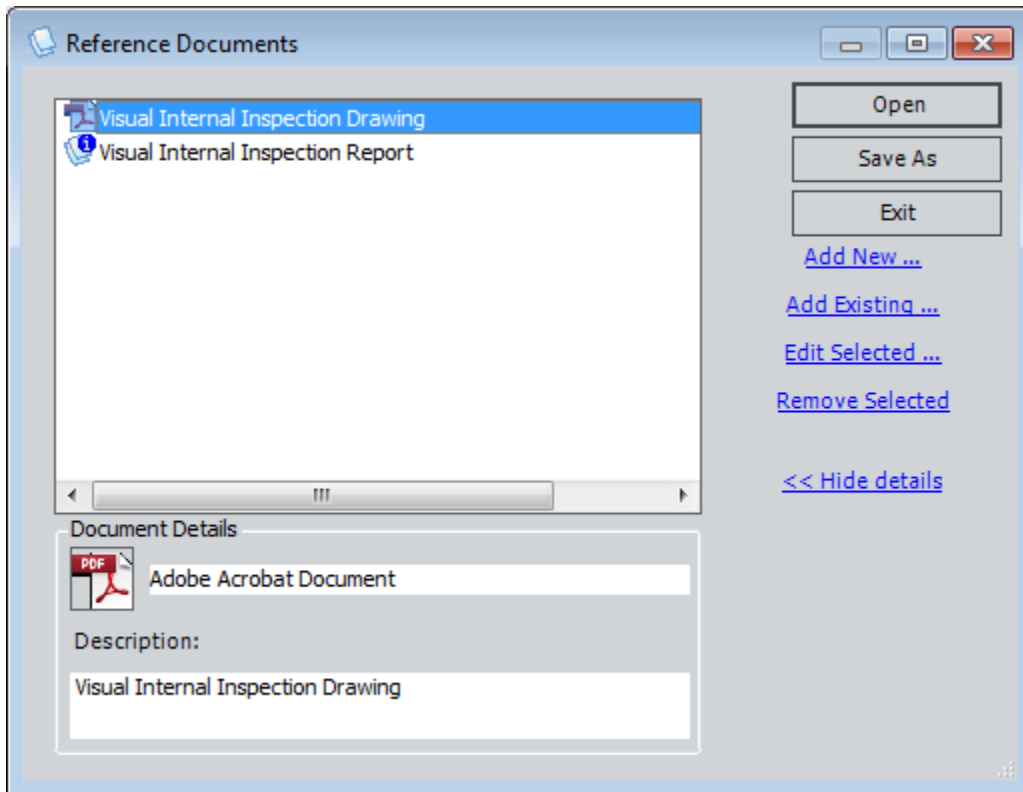 Reference Documents
Visual Internal Inspection Drawing
Visual Internal Inspection Report
Open
Save As
Exit
Add New ...
Add Existing ...
Edit Selected ...
Remove Selected
<< Hide details
Document Details
PDF
Adobe Acrobat Document
Description:
Visual Internal Inspection Drawing